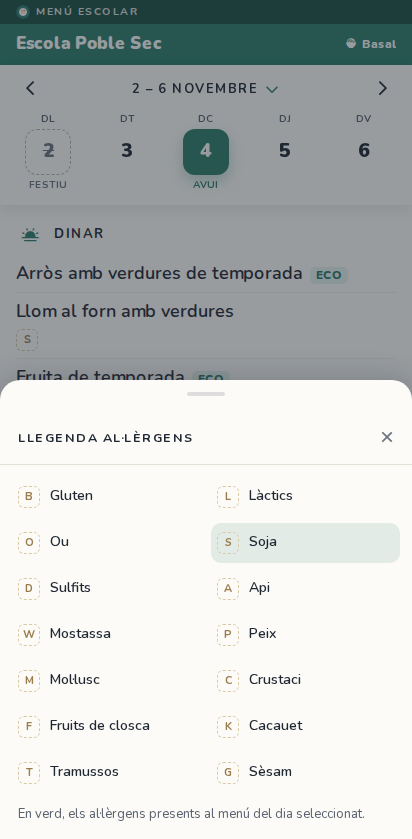 MENÚ ESCOLAR
Escola Poble Sec
Basal
2 – 6 NOVEMBRE
DL DT DC DJ DV
2 3 4 5 6
FESTIU AVUI
DINAR
Arròs amb verdures de temporada ECO
Llom al forn amb verdures
S
Fruita de temporada ECO
LLEGENDA AL·LÈRGENS
B Gluten
L Làctics
O Ou
S Soja
D Sulfits
A Api
W Mostassa
P Peix
M Mol·lusc
C Crustaci
F Fruits de closca
K Cacauet
T Tramussos
G Sèsam
En verd, els al·lèrgens presents al menú del dia seleccionat.